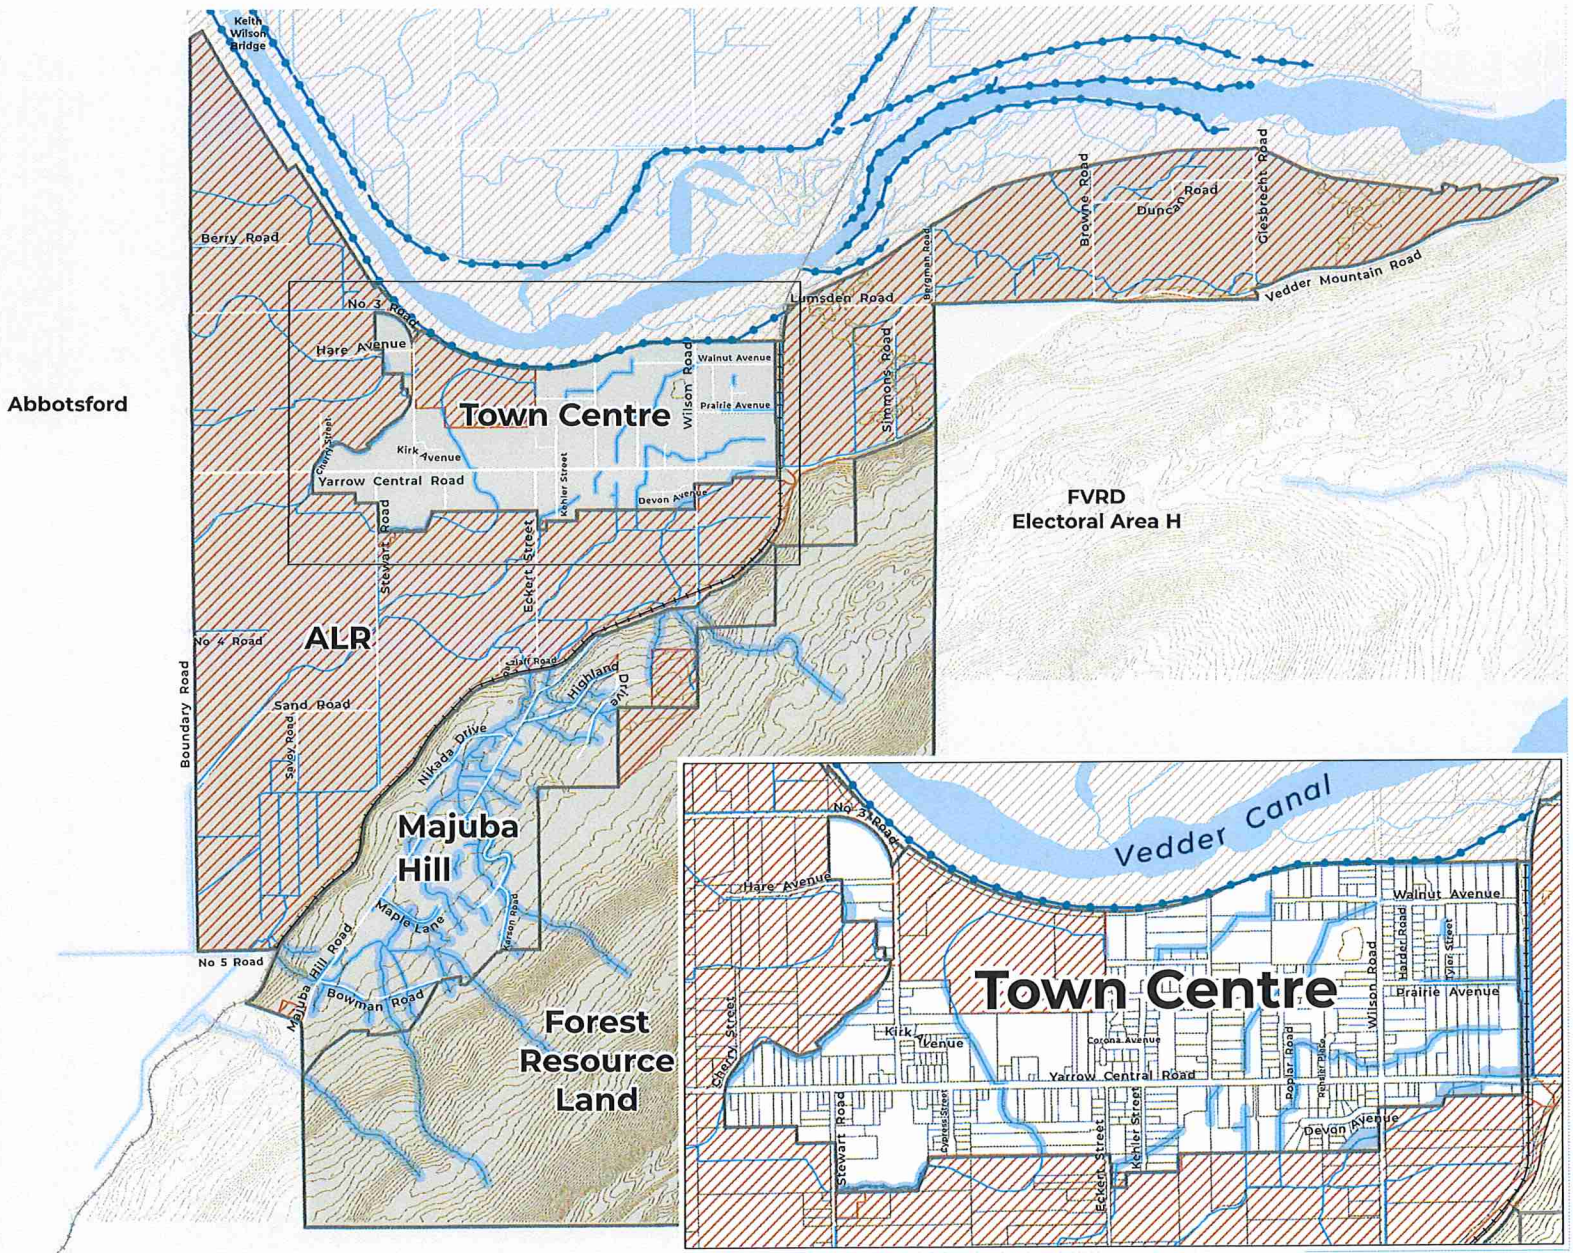 Keith
Wilson
Bridge
Berry Road
No 3 Road
Hare Avenue
Abbotsford
Town Centre
Cherry Street
Kirk Avenue
Yarrow Central Road
Stewart Road
Eckert Street
Kehler Street
Devon Avenue
Wilson Road
Walnut Avenue
Prairie Avenue
Lumsden Road
Bergman Road
Simmons Road
Browne Road
Duncan Road
Giesbrecht Road
Vedder Mountain Road
FVRD
Electoral Area H
No 4 Road
ALR
Boundary Road
Sand Road
Savoy Road
Highland Drive
Nikada Drive
Majuba
Hill
Maple Lane
Karson Road
No 5 Road
Majuba Hill Road
Bowman Road
Forest
Resource
Land
Vedder Canal
No 3 Road
Hare Avenue
Walnut Avenue
Harder Road
Tyler Street
Town Centre
Wilson Road
Prairie Avenue
Cherry Street
Kirk Avenue
Corona Avenue
Yarrow Central Road
Poplar Road
Stewart Road
Cypress Street
Eckert Street
Kehler Street
Devon Avenue